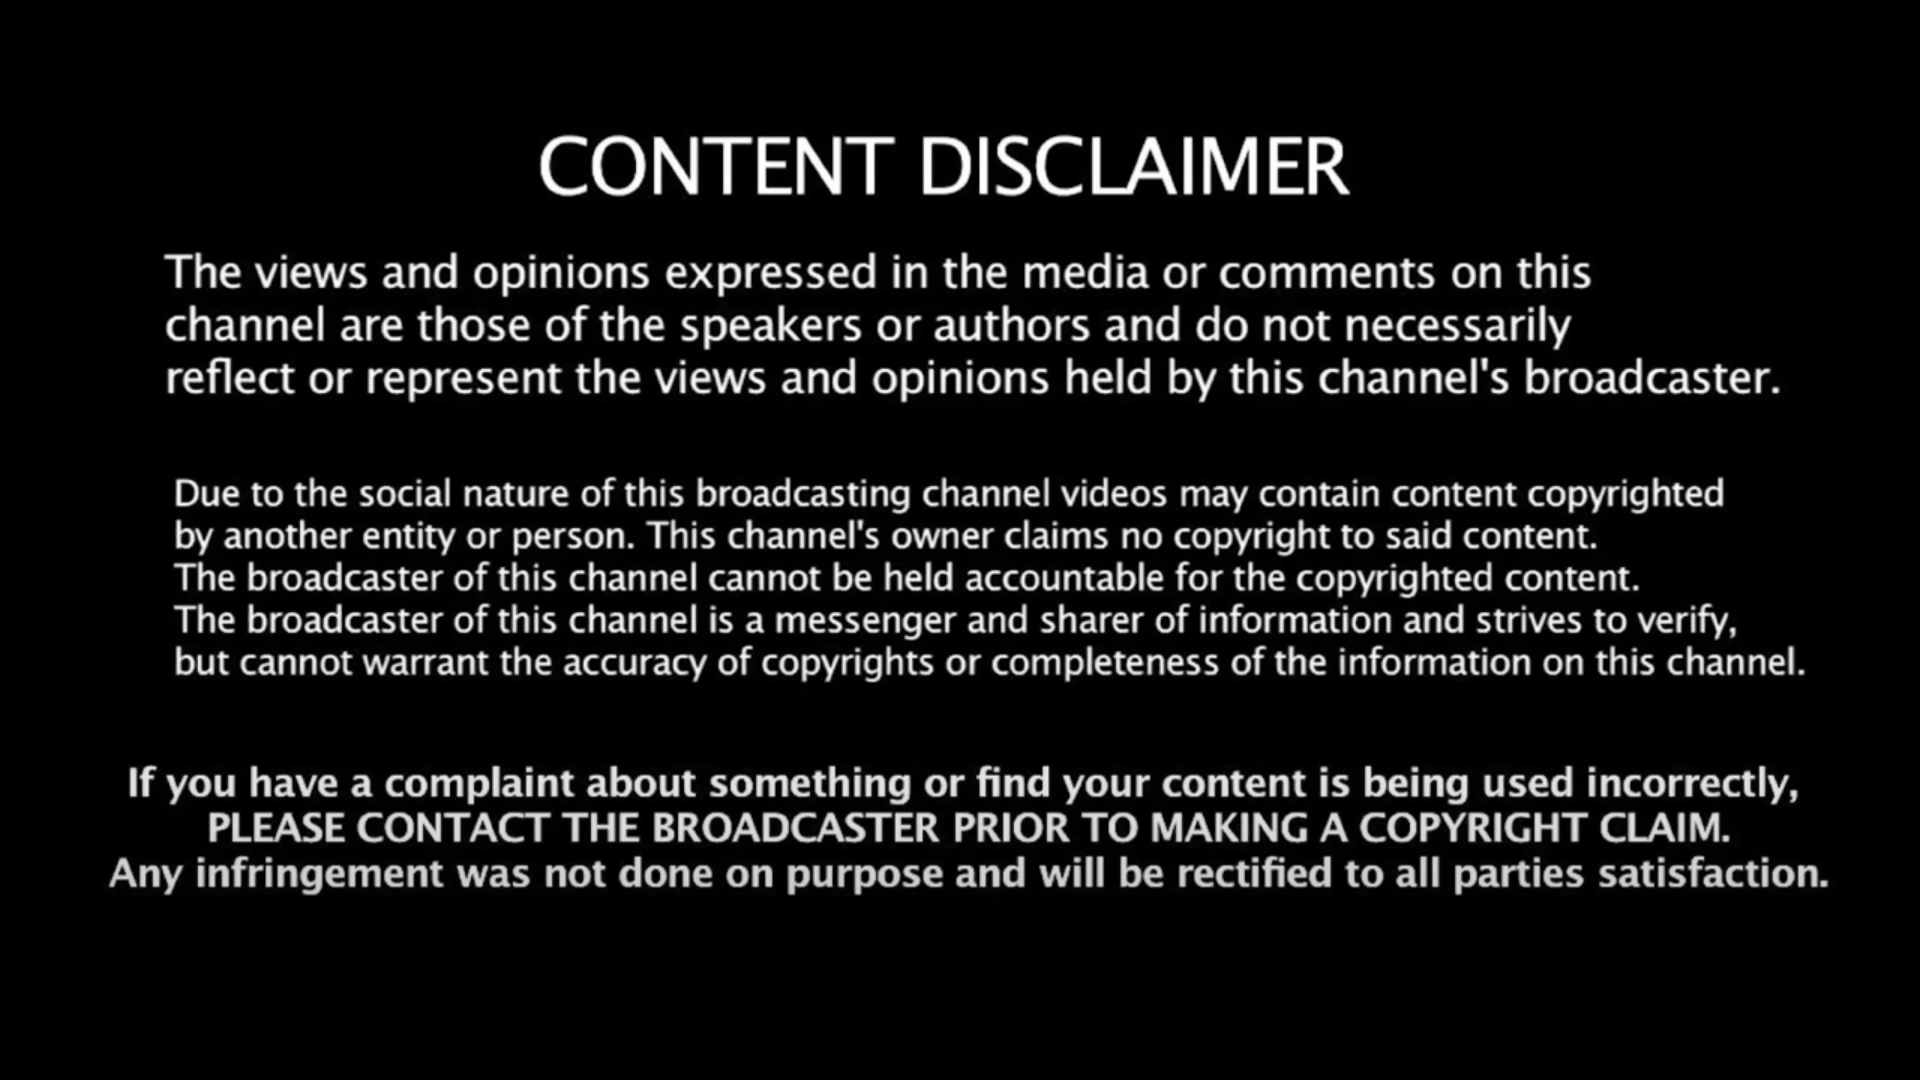 CONTENT DISCLAIMER
The views and opinions expressed in the media or comments on this
channel are those of the speakers or authors and do not necessarily
reflect or represent the views and opinions held by this channel's broadcaster.
Due to the social nature of this broadcasting channel videos may contain content copyrighted
by another entity or person. This channel's owner claims no copyright to said content.
The broadcaster of this channel cannot be held accountable for the copyrighted content.
The broadcaster of this channel is a messenger and sharer of information and strives to verify,
but cannot warrant the accuracy of copyrights or completeness of the information on this channel.
If you have a complaint about something or find your content is being used incorrectly,
PLEASE CONTACT THE BROADCASTER PRIOR TO MAKING A COPYRIGHT CLAIM.
Any infringement was not done on purpose and will be rectified to all parties satisfaction.